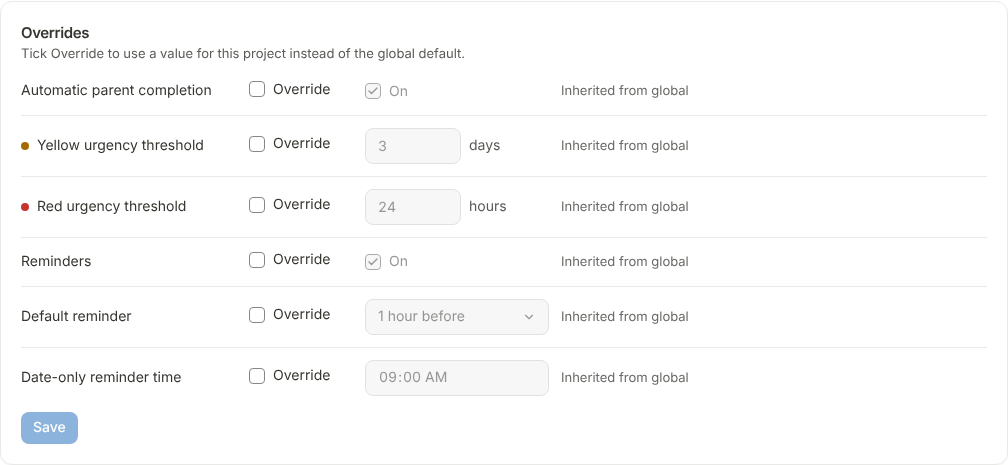 Overrides
Tick Override to use a value for this project instead of the global default.
Automatic parent completion Override On Inherited from global
Yellow urgency threshold Override 3 days Inherited from global
Red urgency threshold Override 24 hours Inherited from global
Reminders Override On Inherited from global
Default reminder Override 1 hour before Inherited from global
Date-only reminder time Override 09:00 AM Inherited from global
Save